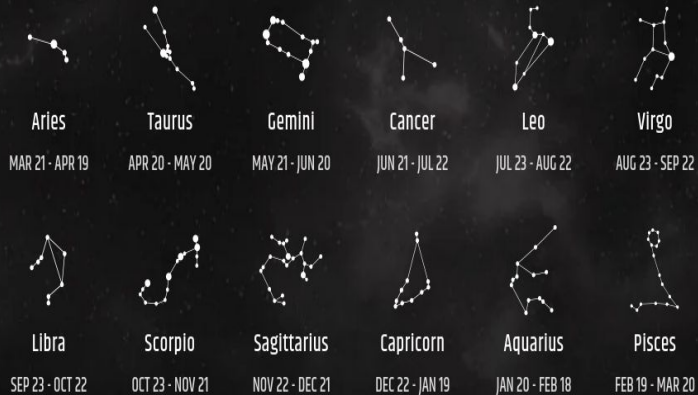 Aries Taurus Gemini Cancer Leo Virgo
MAR 21 - APR 19 APR 20 - MAY 20 MAY 21 - JUN 20 JUN 21 - JUL 22 JUL 23 - AUG 22 AUG 23 - SEP 22
Libra Scorpio Sagittarius Capricorn Aquarius Pisces
SEP 23 - OCT 22 OCT 23 - NOV 21 NOV 22 - DEC 21 DEC 22 - JAN 19 JAN 20 - FEB 18 FEB 19 - MAR 20